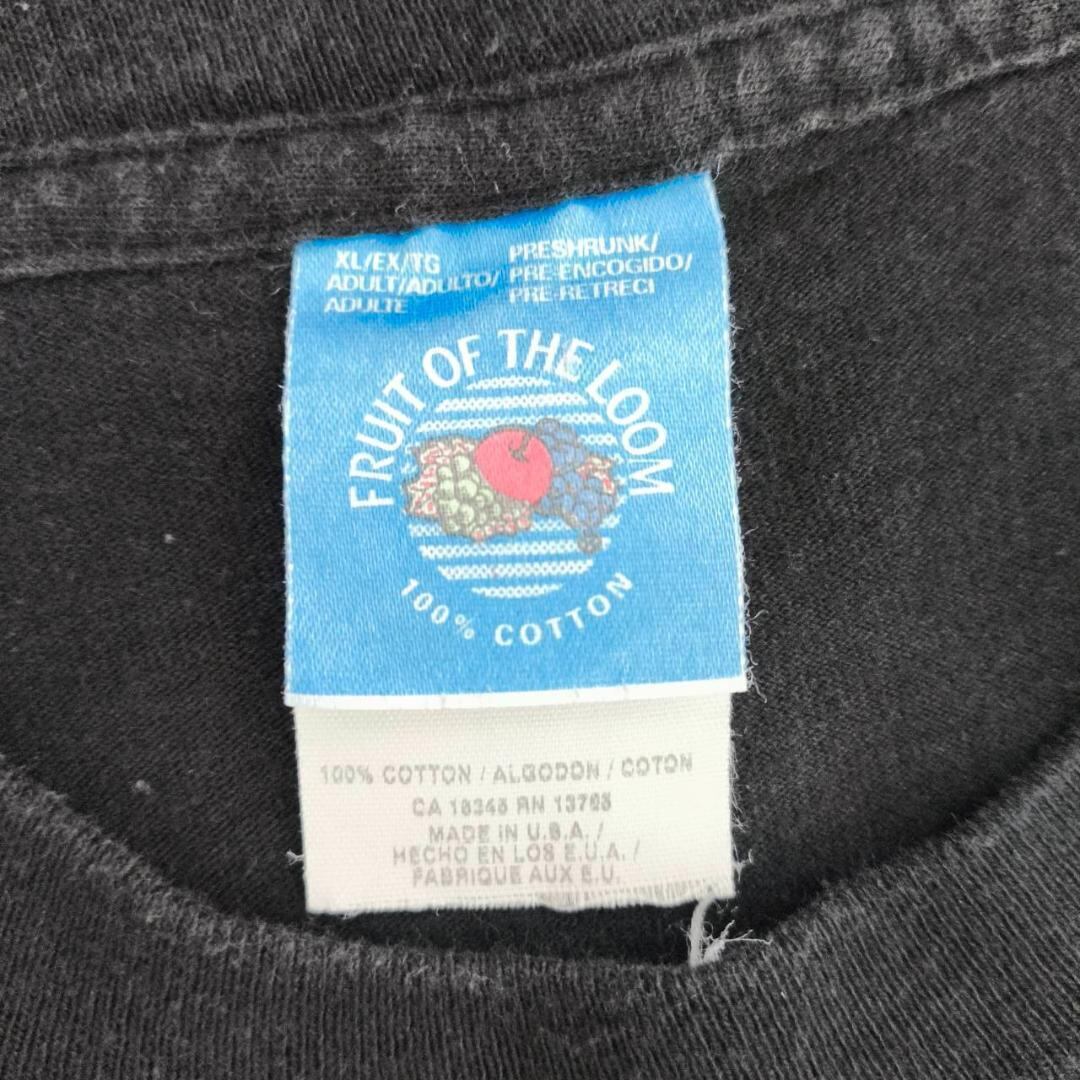 XL/EX/TG
ADULT/ADULTO/
ADULTE
PRESHRUNK/
PRE-ENCOGIDO/
PRE-RETRECI
FRUIT OF THE LOOM
100% COTTON
100% COTTON / ALGODON / COTON
CA 16345 RN 13765
MADE IN U.S.A. /
HECHO EN LOS E.U.A. /
FABRIQUE AUX E.U.